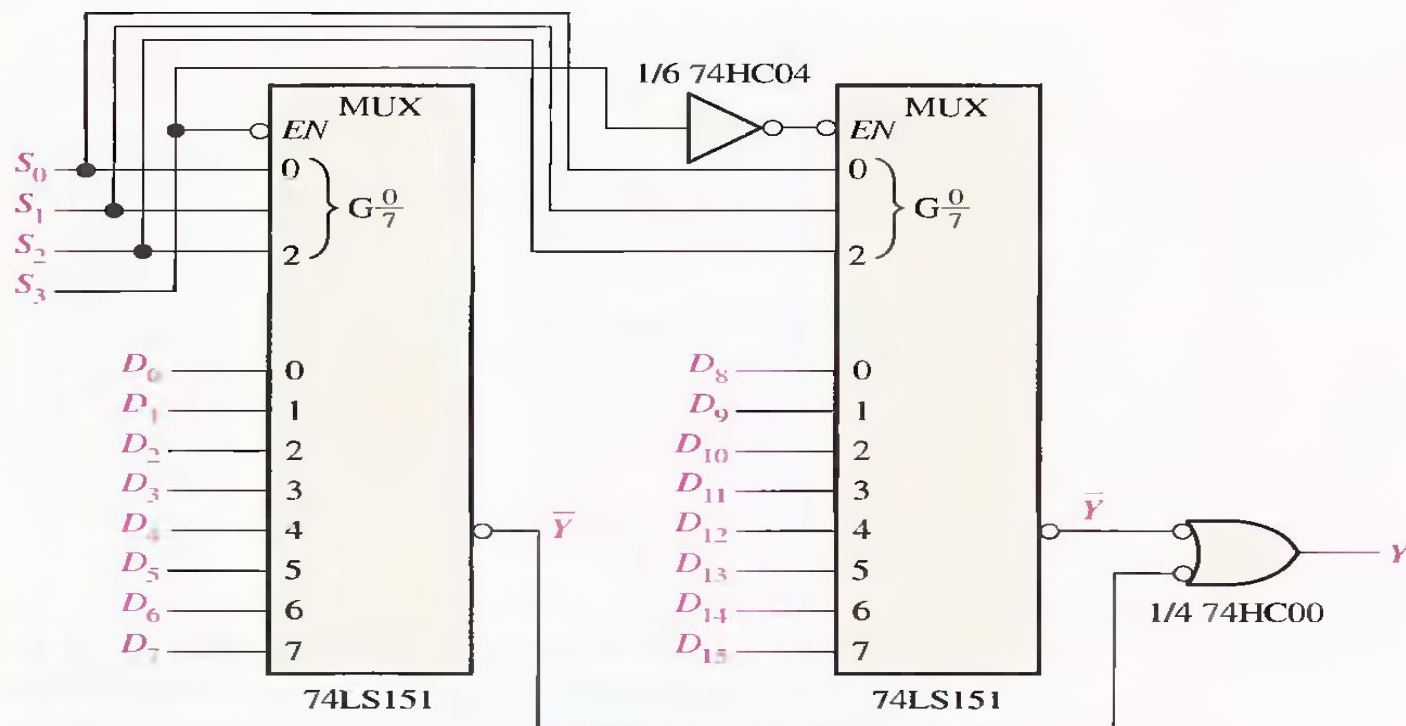 1/6 74HC04
MUX
EN
S0
0
S1
G 0/7
S2
2
S3
D0 0
D1 1
D2 2
D3 3
D4 4
D5 5
D6 6
D7 7
Y̅
74LS151
MUX
EN
0
G 0/7
2
D8 0
D9 1
D10 2
D11 3
D12 4
D13 5
D14 6
D15 7
Y̅
74LS151
Y
1/4 74HC00